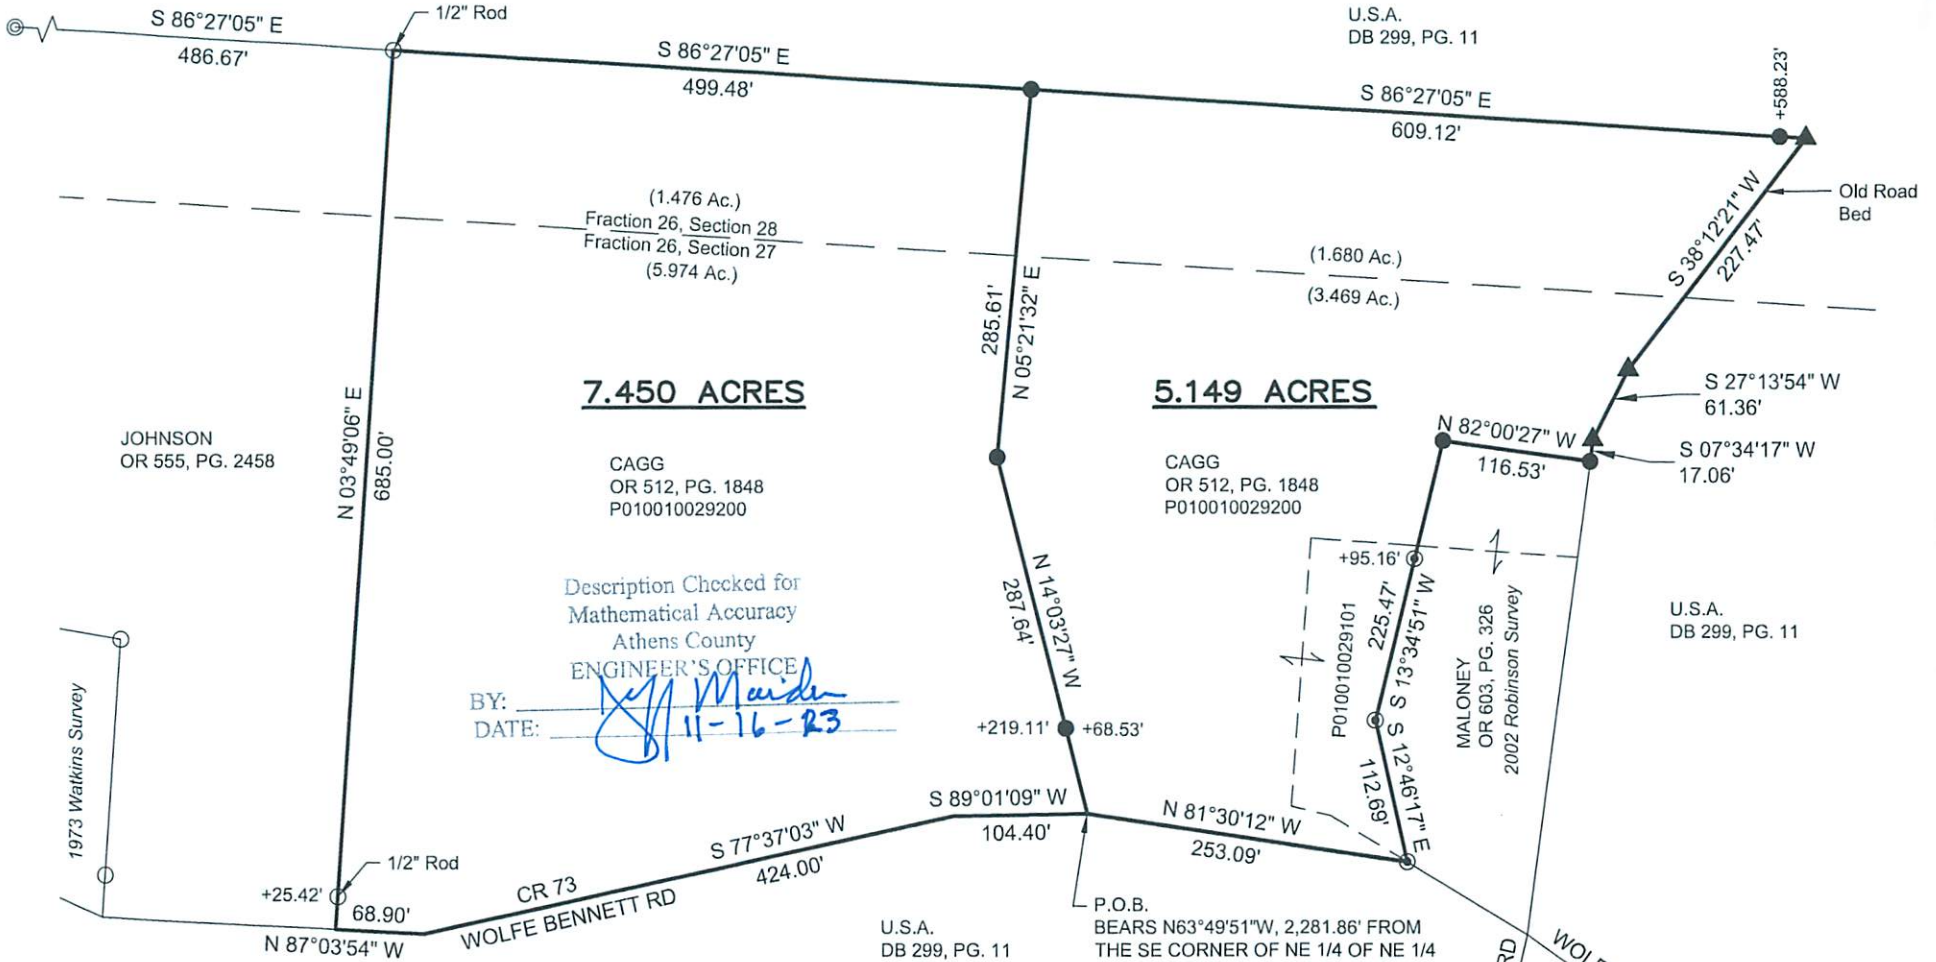 S 86°27'05" E
486.67'
1/2" Rod
S 86°27'05" E
499.48'
U.S.A.
DB 299, PG. 11
S 86°27'05" E
609.12'
+588.23'
Old Road
Bed
S 38°12'21" W
227.47'
(1.476 Ac.)
Fraction 26, Section 28
Fraction 26, Section 27
(5.974 Ac.)
(1.680 Ac.)
(3.469 Ac.)
285.61'
N 05°21'32" E
7.450 ACRES
5.149 ACRES
S 27°13'54" W
61.36'
S 07°34'17" W
17.06'
N 82°00'27" W
116.53'
JOHNSON
OR 555, PG. 2458
N 03°49'06" E
685.00'
CAGG
OR 512, PG. 1848
P010010029200
CAGG
OR 512, PG. 1848
P010010029200
Description Checked for
Mathematical Accuracy
Athens County
ENGINEER'S OFFICE
BY:
DATE: 11-16-23
N 14°03'27" W
287.64'
+95.16'
225.47'
S 13°34'51" W
P010010029101
MALONEY
OR 603, PG. 326
2002 Robinson Survey
U.S.A.
DB 299, PG. 11
1973 Watkins Survey
+219.11'
+68.53'
S 12°46'17" E
112.69'
S 89°01'09" W
104.40'
N 81°30'12" W
253.09'
S 77°37'03" W
424.00'
1/2" Rod
+25.42'
68.90'
N 87°03'54" W
CR 73
WOLFE BENNETT RD
U.S.A.
DB 299, PG. 11
P.O.B.
BEARS N63°49'51"W, 2,281.86' FROM
THE SE CORNER OF NE 1/4 OF NE 1/4
RD